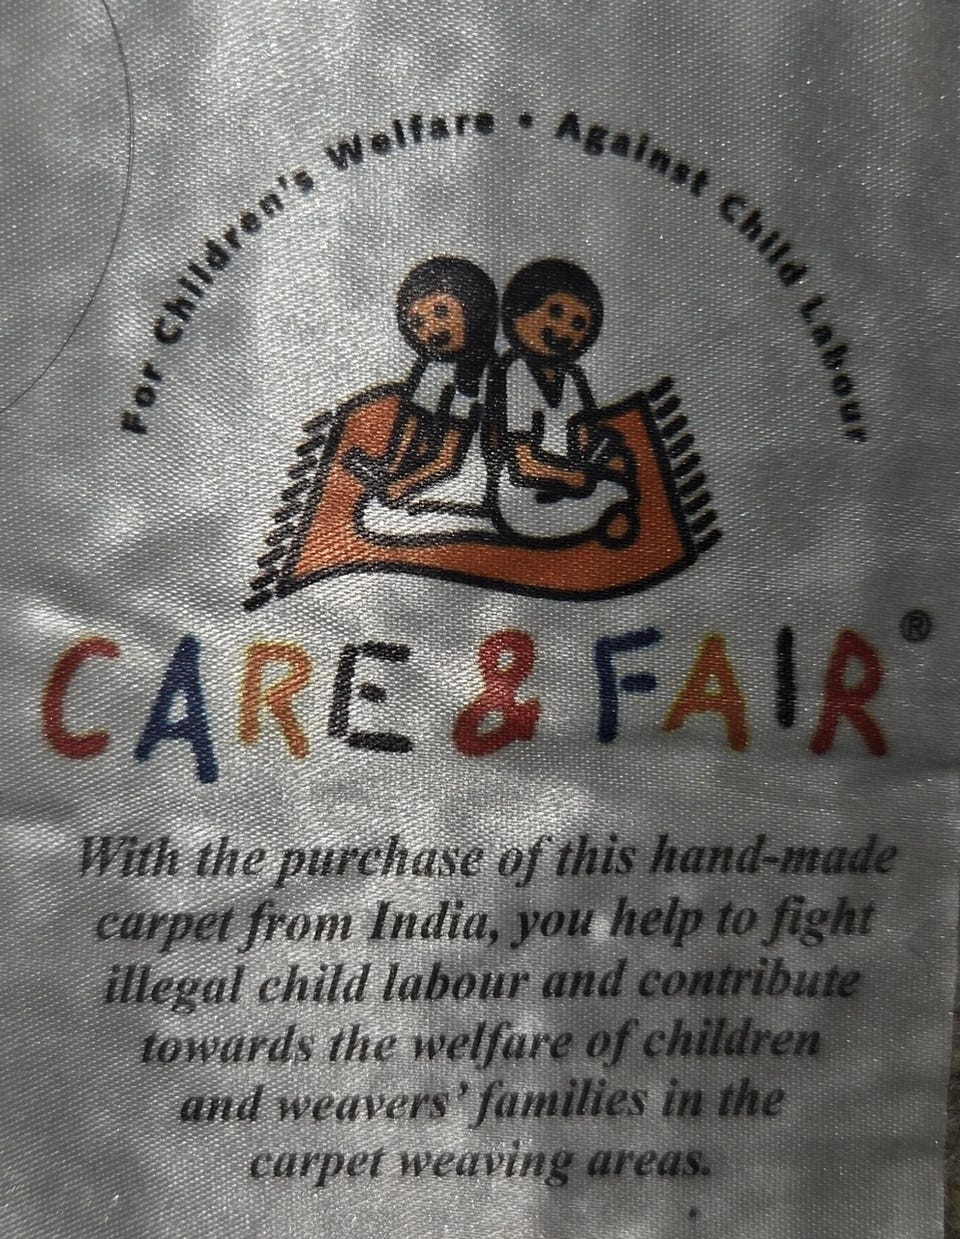 For Children's Welfare • Against Child Labour
CARE & FAIR®
With the purchase of this hand-made
carpet from India, you help to fight
illegal child labour and contribute
towards the welfare of children
and weavers' families in the
carpet weaving areas.